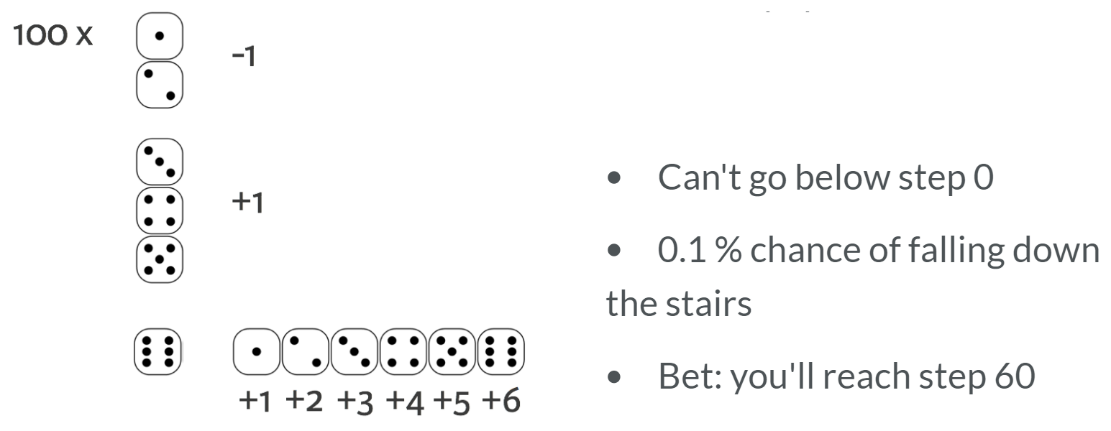 100 x
-1
+1
+1 +2 +3 +4 +5 +6
• Can't go below step 0
• 0.1 % chance of falling down
the stairs
• Bet: you'll reach step 60